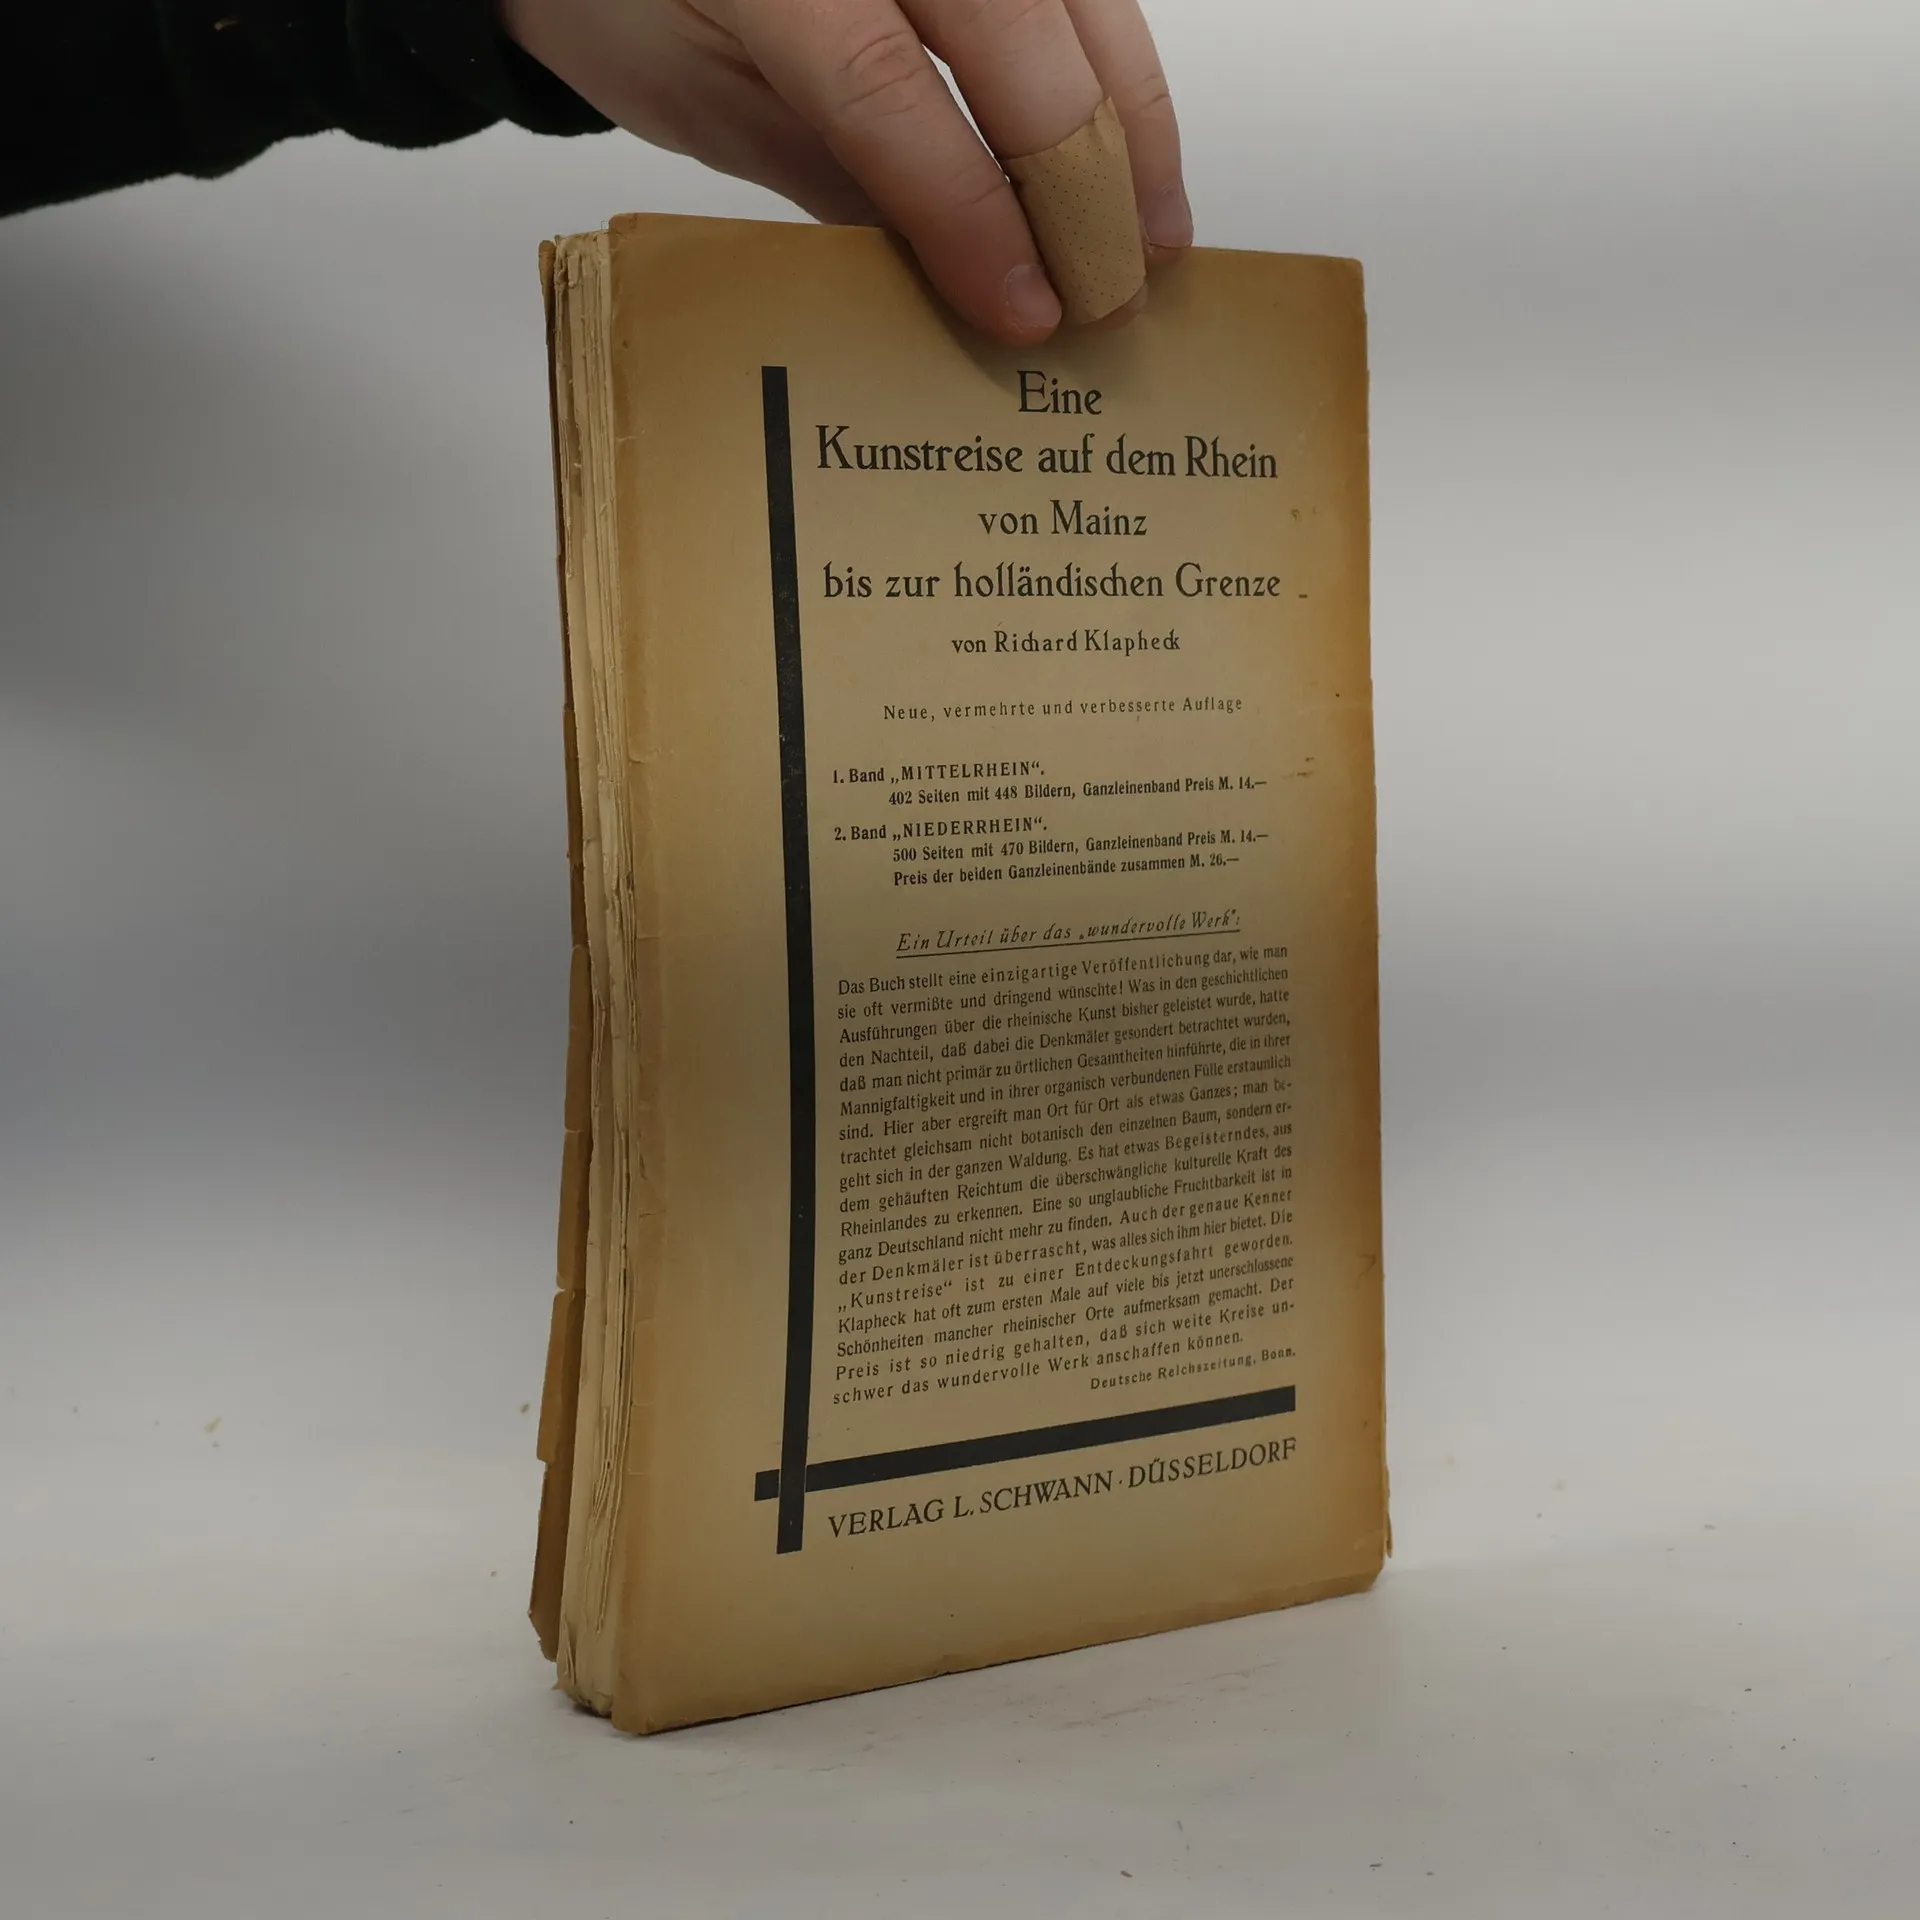 Eine
Kunstreise auf dem Rhein
von Mainz
bis zur holländischen Grenze
von Richard Klapheck
Neue, vermehrte und verbesserte Auflage
1. Band „MITTELRHEIN“.
402 Seiten mit 448 Bildern, Ganzleinenband Preis M. 14.—
2. Band „NIEDERRHEIN“.
500 Seiten mit 470 Bildern, Ganzleinenband Preis M. 14.—
Preis der beiden Ganzleinenbände zusammen M. 26.—
Ein Urteil über das „wundervolle Werk“:
Das Buch stellt eine einzigartige Veröffentlichung dar, wie man
sie oft vermißte und dringend wünschte! Was in den geschichtlichen
Ausführungen über die rheinische Kunst bisher geleistet wurde, hatte
den Nachteil, daß dabei die Denkmäler gesondert betrachtet wurden,
daß man nicht primär zu örtlichen Gesamtheiten hinführte, die in ihrer
Mannigfaltigkeit und in ihrer organisch verbundenen Fülle erstaunlich
sind. Hier aber ergreift man Ort für Ort als etwas Ganzes; man be-
trachtet gleichsam nicht botanisch den einzelnen Baum, sondern er-
geht sich in der ganzen Waldung. Es hat etwas Begeisterndes, aus
dem gehäuften Reichtum die überschwängliche kulturelle Kraft des
Rheinlandes zu erkennen. Eine so unglaubliche Fruchtbarkeit ist in
ganz Deutschland nicht mehr zu finden. Auch der genaue Kenner
der Denkmäler ist überrascht, was alles sich ihm hier bietet. Die
„Kunstreise“ ist zu einer Entdeckungsfahrt geworden.
Klapheck hat oft zum ersten Male auf viele bis jetzt unerschlossene
Schönheiten mancher rheinischer Orte aufmerksam gemacht. Der
Preis ist so niedrig gehalten, daß sich weite Kreise un-
schwer das wundervolle Werk anschaffen können.
Deutsche Reichszeitung, Bonn.
VERLAG L. SCHWANN · DÜSSELDORF